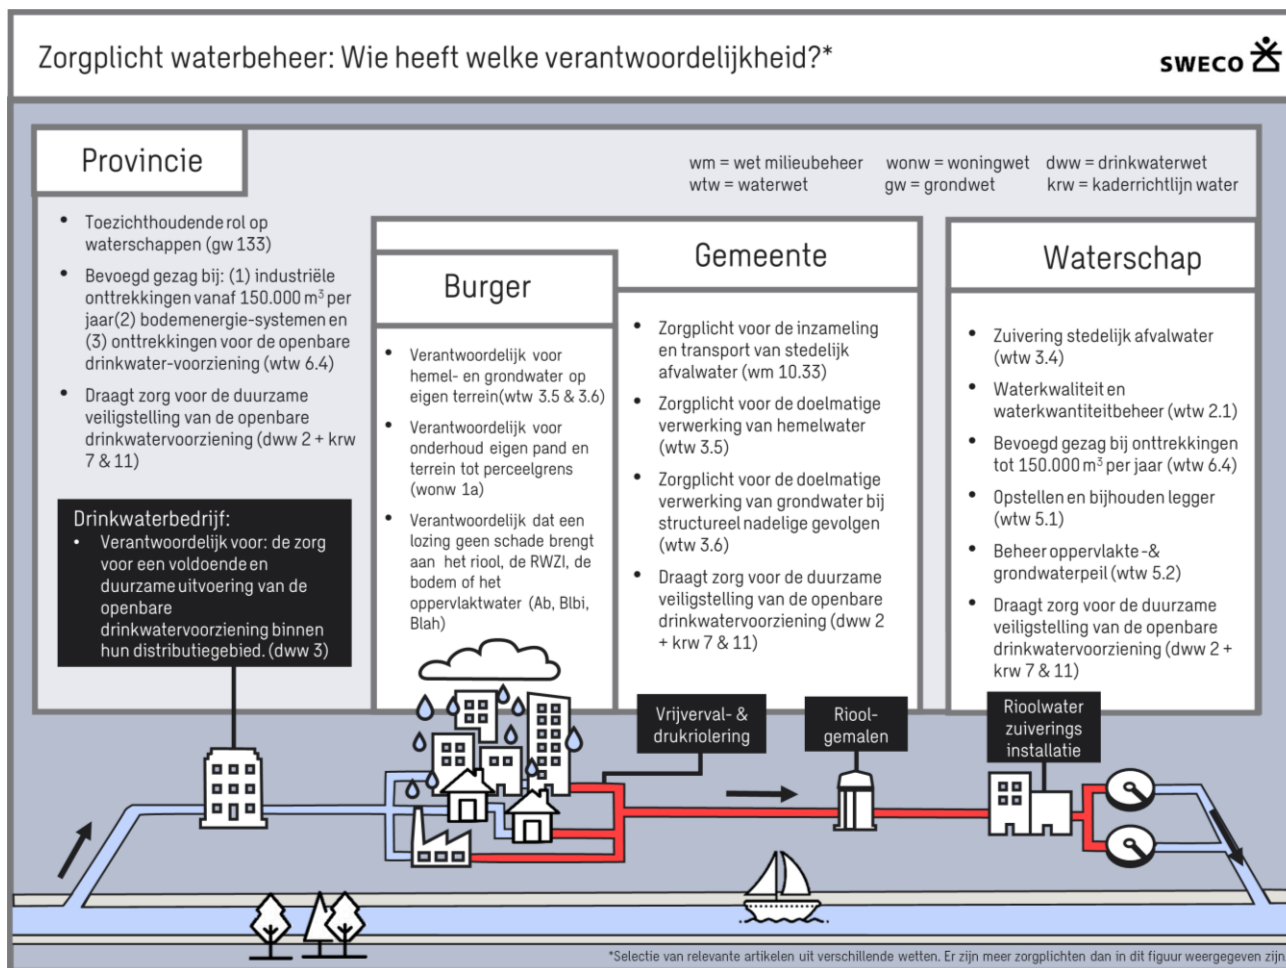 Zorgplicht waterbeheer: Wie heeft welke verantwoordelijkheid?*
SWECO
Provincie
wm = wet milieubeheer
wtw = waterwet
wonw = woningwet
gw = grondwet
dww = drinkwaterwet
krw = kaderrichtlijn water
• Toezichthoudende rol op
waterschappen (gw 133)
• Bevoegd gezag bij: (1) industriële
onttrekkingen vanaf 150.000 m³ per
jaar(2) bodemenergie-systemen en
(3) onttrekkingen voor de openbare
drinkwater-voorziening (wtw 6.4)
• Draagt zorg voor de duurzame
veiligstelling van de openbare
drinkwatervoorziening (dww 2 + krw
7 & 11)
Drinkwaterbedrijf:
• Verantwoordelijk voor: de zorg
voor een voldoende en
duurzame uitvoering van de
openbare
drinkwatervoorziening binnen
hun distributiegebied. (dww 3)
Burger
• Verantwoordelijk voor
hemel- en grondwater op
eigen terrein(wtw 3.5 & 3.6)
• Verantwoordelijk voor
onderhoud eigen pand en
terrein tot perceelgrens
(wonw 1a)
• Verantwoordelijk dat een
lozing geen schade brengt
aan het riool, de RWZI, de
bodem of het
oppervlaktwater (Ab, Blbi,
Blah)
Gemeente
• Zorgplicht voor de inzameling
en transport van stedelijk
afvalwater (wm 10.33)
• Zorgplicht voor de doelmatige
verwerking van hemelwater
(wtw 3.5)
• Zorgplicht voor de doelmatige
verwerking van grondwater bij
structureel nadelige gevolgen
(wtw 3.6)
• Draagt zorg voor de duurzame
veiligstelling van de openbare
drinkwatervoorziening (dww 2
+ krw 7 & 11)
Waterschap
• Zuivering stedelijk afvalwater
(wtw 3.4)
• Waterkwaliteit en
waterkwantiteitbeheer (wtw 2.1)
• Bevoegd gezag bij onttrekkingen
tot 150.000 m³ per jaar (wtw 6.4)
• Opstellen en bijhouden legger
(wtw 5.1)
• Beheer oppervlakte -&
grondwaterpeil (wtw 5.2)
• Draagt zorg voor de duurzame
veiligstelling van de openbare
drinkwatervoorziening (dww 2 +
krw 7 & 11)
Vrijverval- &
drukriolering
Riool-
gemalen
Rioolwater
zuiverings
installatie
*Selectie van relevante artikelen uit verschillende wetten. Er zijn meer zorgplichten dan in dit figuur weergegeven zijn.